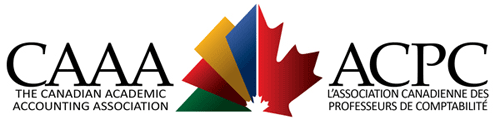 CAAA
THE CANADIAN ACADEMIC
ACCOUNTING ASSOCIATION
ACPC
L'ASSOCIATION CANADIENNE DES
PROFESSEURS DE COMPTABILITÉ